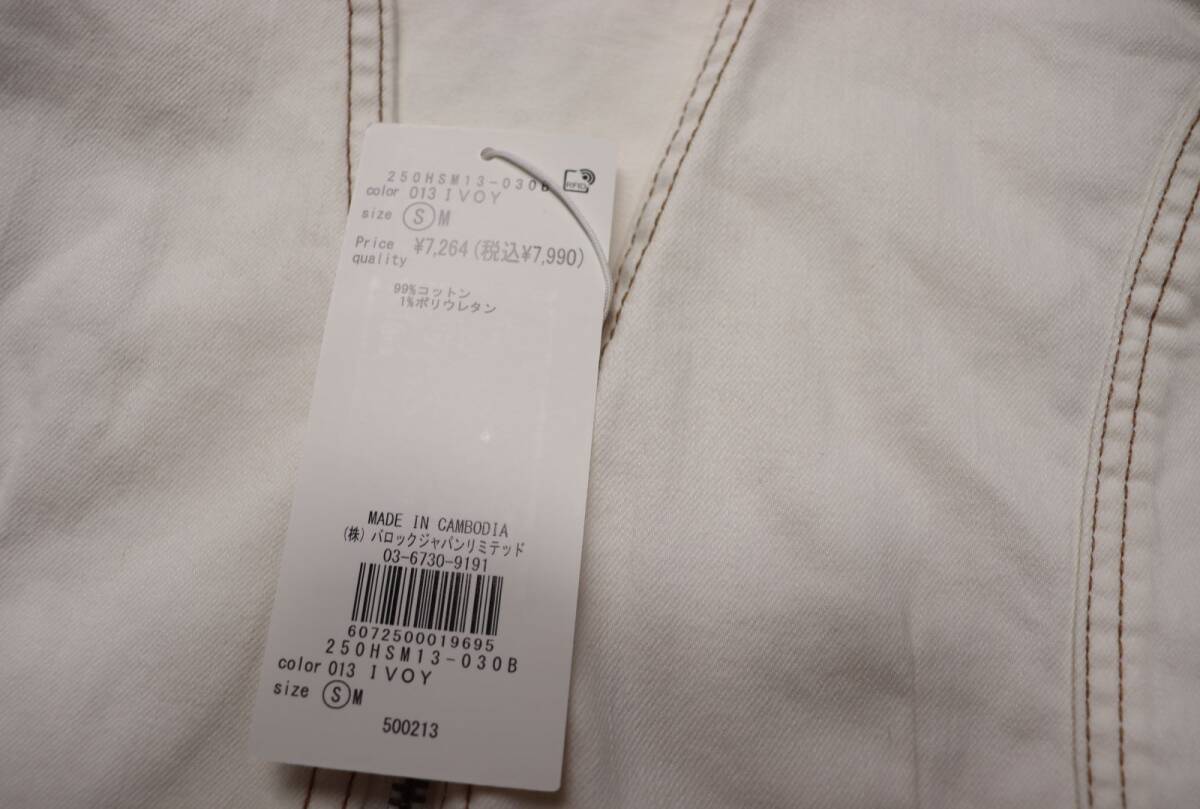 250HSM13-030B
RFID
color 013 IVOY
size Ⓢ M
Price ¥7,264(税込¥7,990)
quality
99%コットン
1%ポリウレタン
MADE IN CAMBODIA
(株)バロックジャパンリミテッド
03-6730-9191
6072500019695
250HSM13-030B
color 013 IVOY
size Ⓢ M
500213